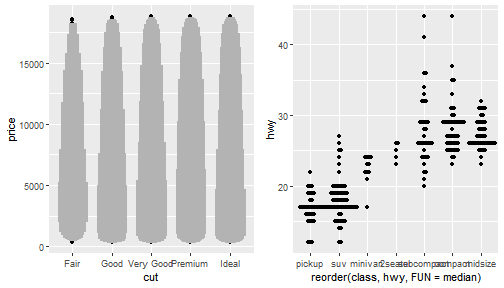 15000
10000
5000
0
price
Fair Good Very Good Premium Ideal
cut
40
30
20
hwy
pickup suv minivan 2seater subcompact compact midsize
reorder(class, hwy, FUN = median)